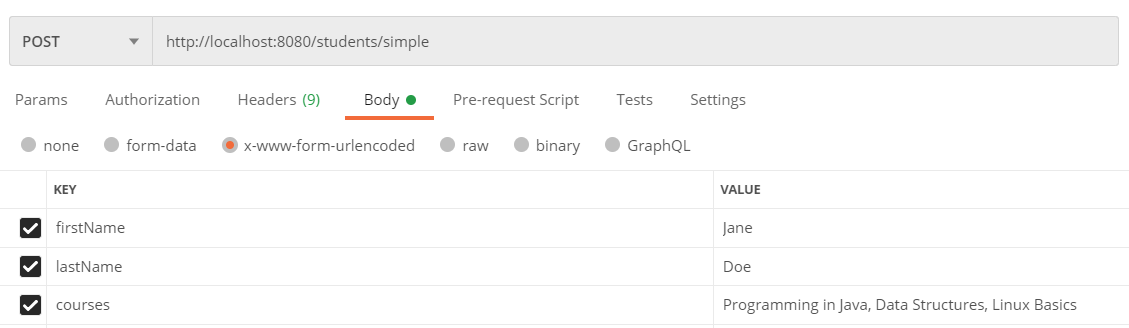 POST http://localhost:8080/students/simple
Params Authorization Headers (9) Body Pre-request Script Tests Settings
none form-data x-www-form-urlencoded raw binary GraphQL
KEY VALUE
firstName Jane
lastName Doe
courses Programming in Java, Data Structures, Linux Basics